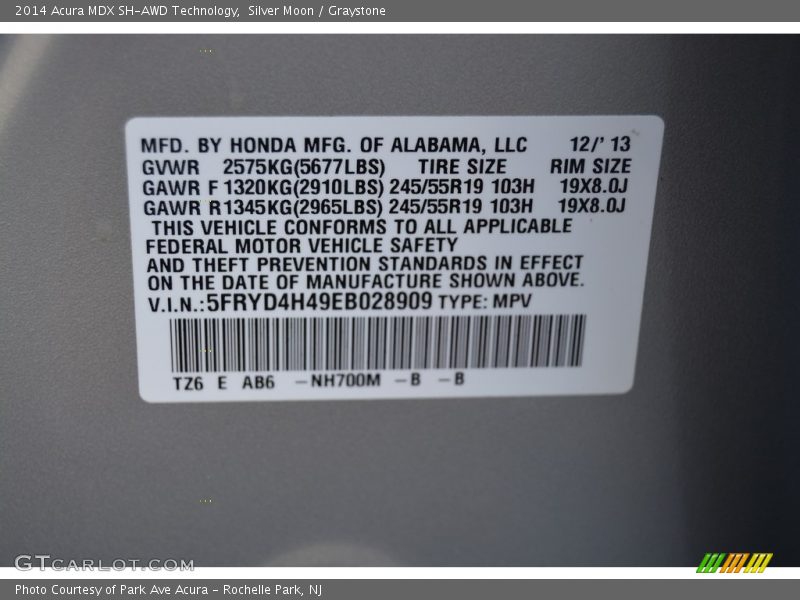 2014 Acura MDX SH-AWD Technology,  Silver Moon / Graystone
MFD. BY HONDA MFG. OF ALABAMA, LLC 12/' 13
GVWR 2575KG(5677LBS) TIRE SIZE RIM SIZE
GAWR F 1320KG(2910LBS) 245/55R19 103H 19X8.0J
GAWR R 1345KG(2965LBS) 245/55R19 103H 19X8.0J
THIS VEHICLE CONFORMS TO ALL APPLICABLE
FEDERAL MOTOR VEHICLE SAFETY
AND THEFT PREVENTION STANDARDS IN EFFECT
ON THE DATE OF MANUFACTURE SHOWN ABOVE.
V.I.N.:5FRYD4H49EB028909 TYPE: MPV
TZ6 E AB6 -NH700M -B -B
GTCARLOT.COM
Photo Courtesy of Park Ave Acura - Rochelle Park, NJ